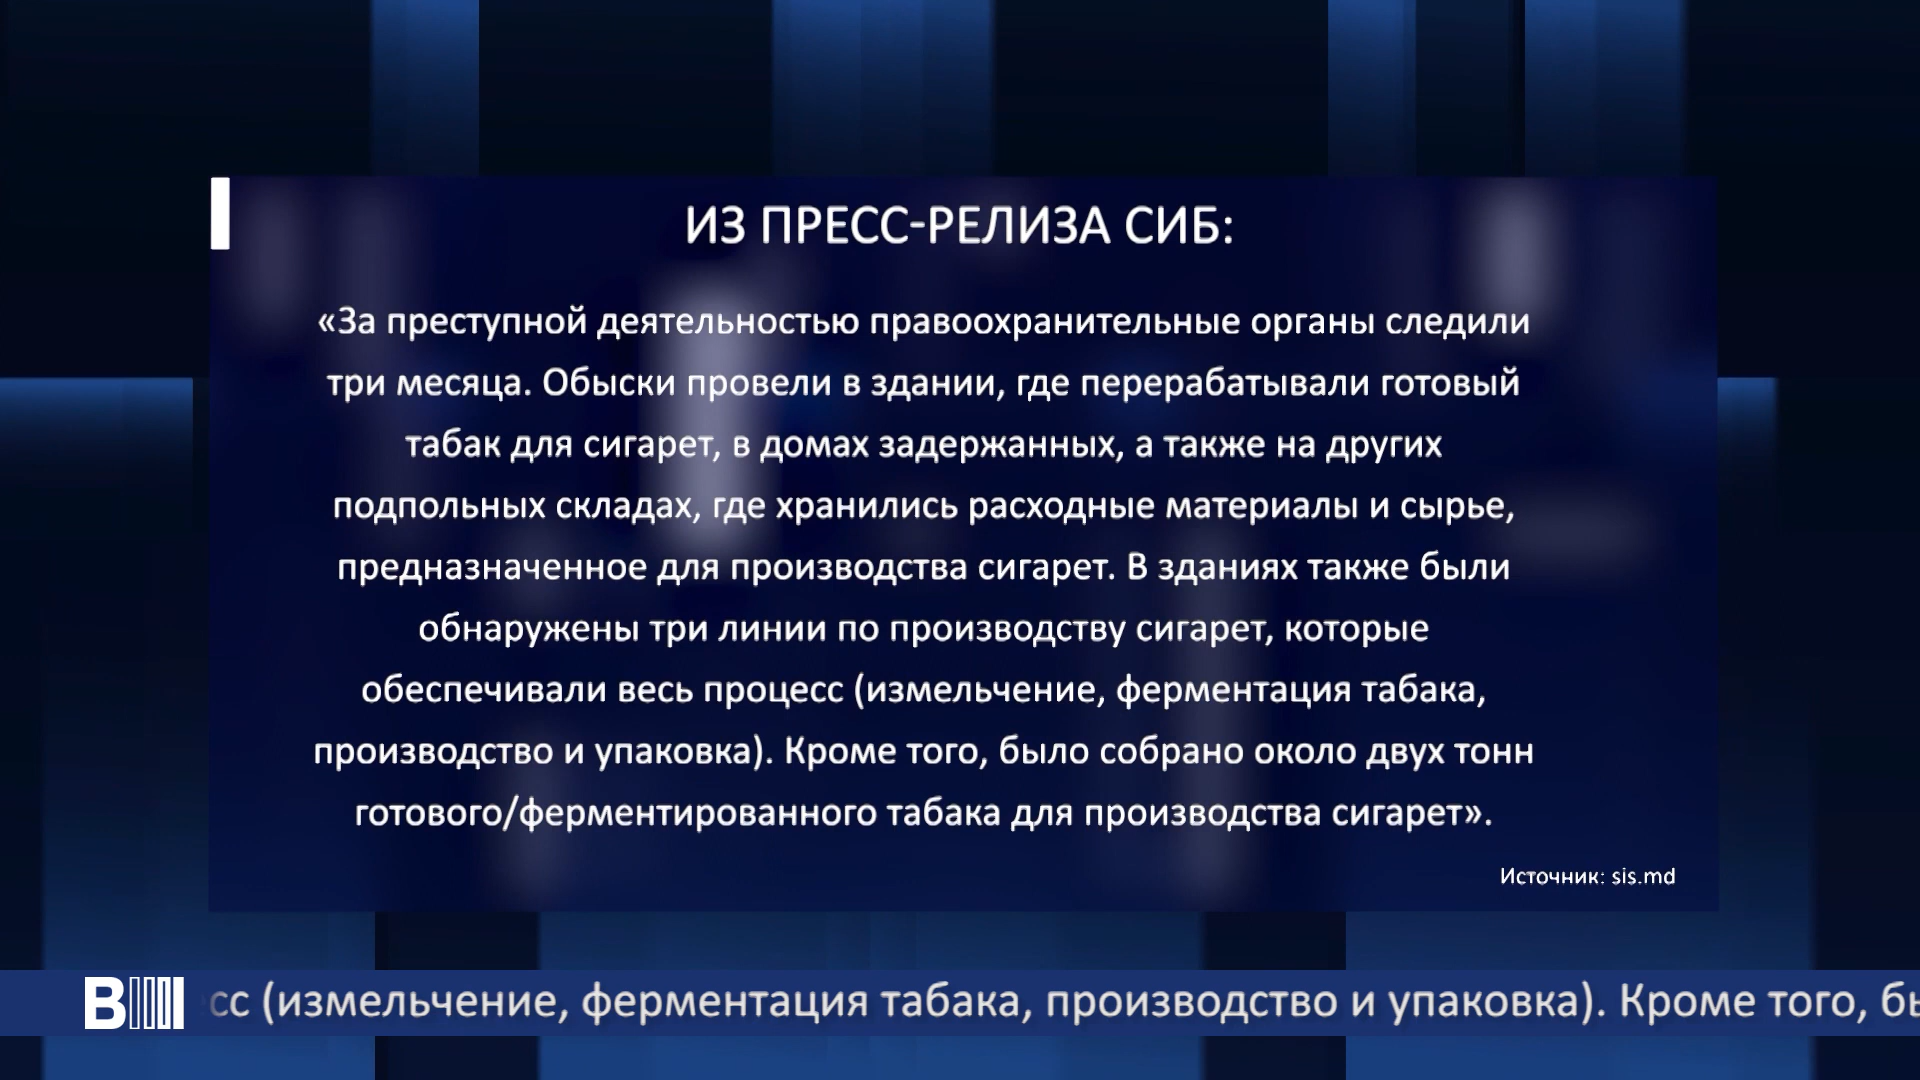 ИЗ ПРЕСС-РЕЛИЗА СИБ:
«За преступной деятельностью правоохранительные органы следили
три месяца. Обыски провели в здании, где перерабатывали готовый
табак для сигарет, в домах задержанных, а также на других
подпольных складах, где хранились расходные материалы и сырье,
предназначенное для производства сигарет. В зданиях также были
обнаружены три линии по производству сигарет, которые
обеспечивали весь процесс (измельчение, ферментация табака,
производство и упаковка). Кроме того, было собрано около двух тонн
готового/ферментированного табака для производства сигарет».
Источник: sis.md
В
сс (измельчение, ферментация табака, производство и упаковка). Кроме того, бы